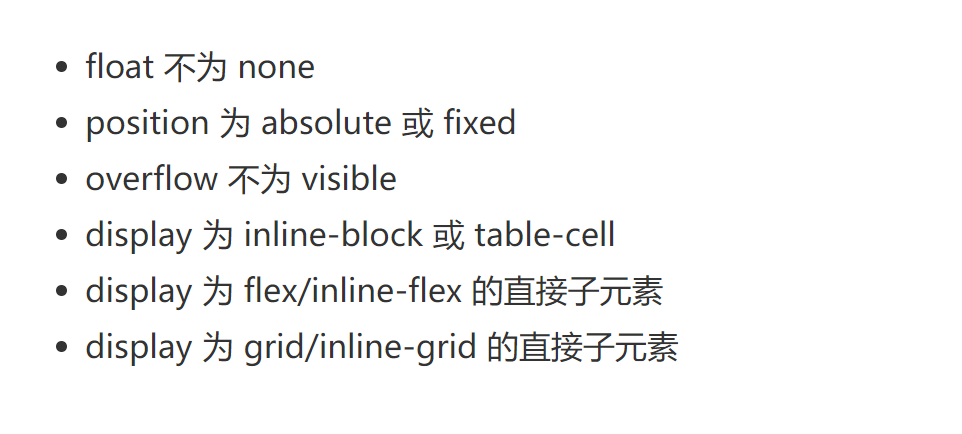 • float 不为 none
• position 为 absolute 或 fixed
• overflow 不为 visible
• display 为 inline-block 或 table-cell
• display 为 flex/inline-flex 的直接子元素
• display 为 grid/inline-grid 的直接子元素